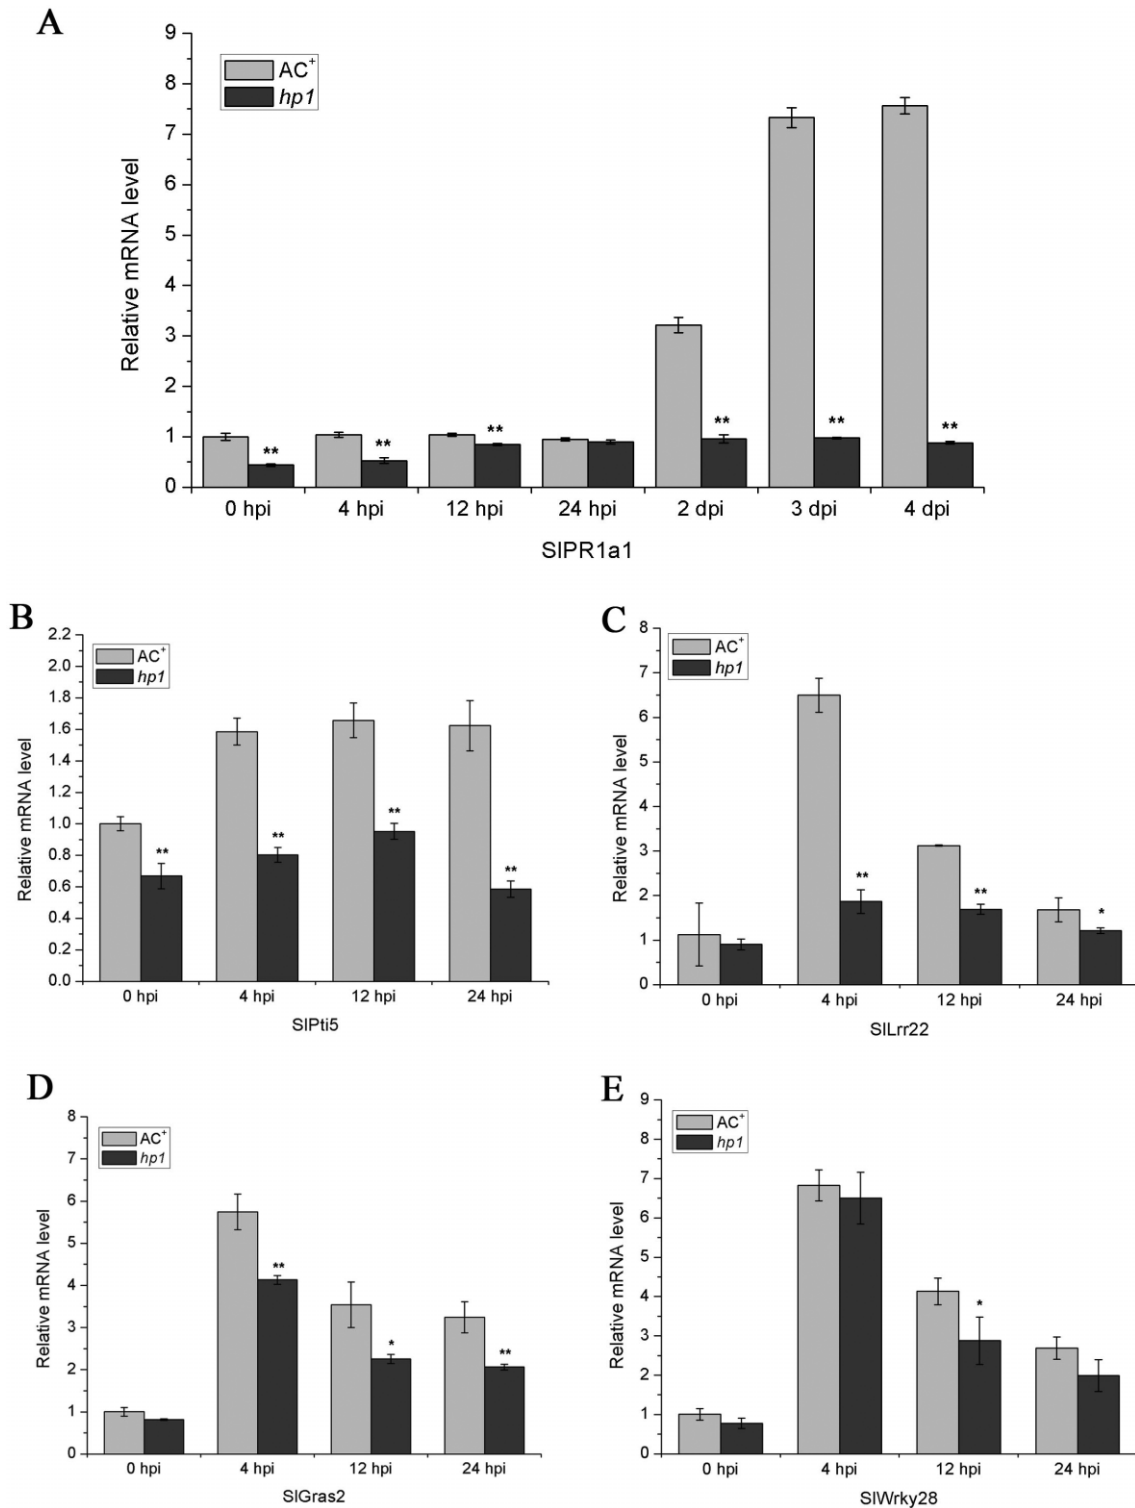 A
9
8
7
6
5
4
3
2
1
0
Relative mRNA level
AC+
hp1
** ** ** ** ** **
0 hpi 4 hpi 12 hpi 24 hpi 2 dpi 3 dpi 4 dpi
SlPR1a1
B
2.2
2.0
1.8
1.6
1.4
1.2
1.0
0.8
0.6
0.4
0.2
0.0
Relative mRNA level
AC+
hp1
** ** ** **
0 hpi 4 hpi 12 hpi 24 hpi
SlPti5
C
8
7
6
5
4
3
2
1
0
Relative mRNA level
AC+
hp1
** ** *
0 hpi 4 hpi 12 hpi 24 hpi
SlLrr22
D
8
7
6
5
4
3
2
1
0
Relative mRNA level
AC+
hp1
** * **
0 hpi 4 hpi 12 hpi 24 hpi
SlGras2
E
9
8
7
6
5
4
3
2
1
0
Relative mRNA level
AC+
hp1
*
0 hpi 4 hpi 12 hpi 24 hpi
SlWrky28